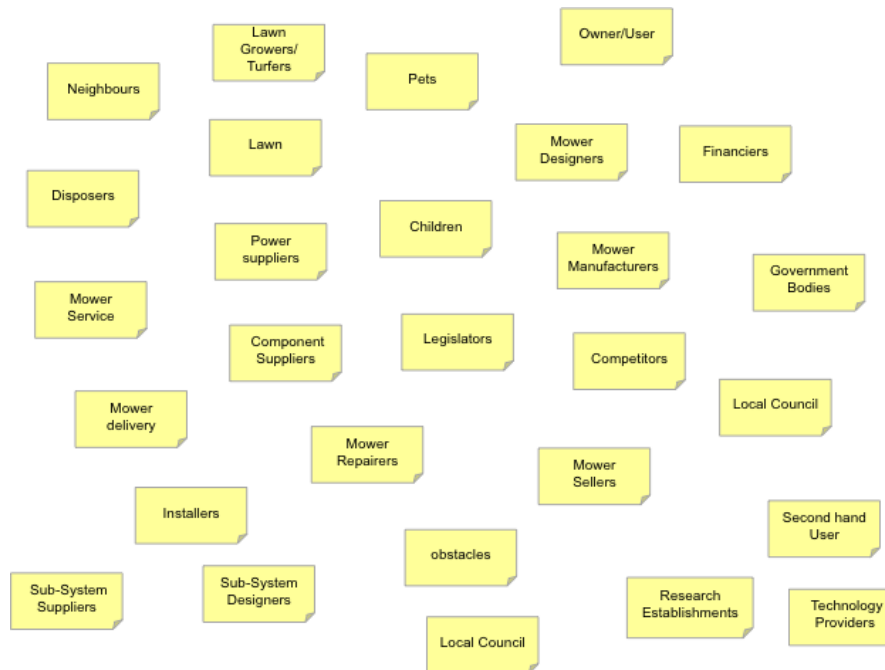 Lawn
Growers/
Turfers
Owner/User
Neighbours
Pets
Lawn
Mower
Designers
Financiers
Disposers
Children
Power
suppliers
Mower
Manufacturers
Government
Bodies
Mower
Service
Component
Suppliers
Legislators
Competitors
Local Council
Mower
delivery
Mower
Repairers
Mower
Sellers
Installers
Second hand
User
obstacles
Sub-System
Suppliers
Sub-System
Designers
Research
Establishments
Technology
Providers
Local Council